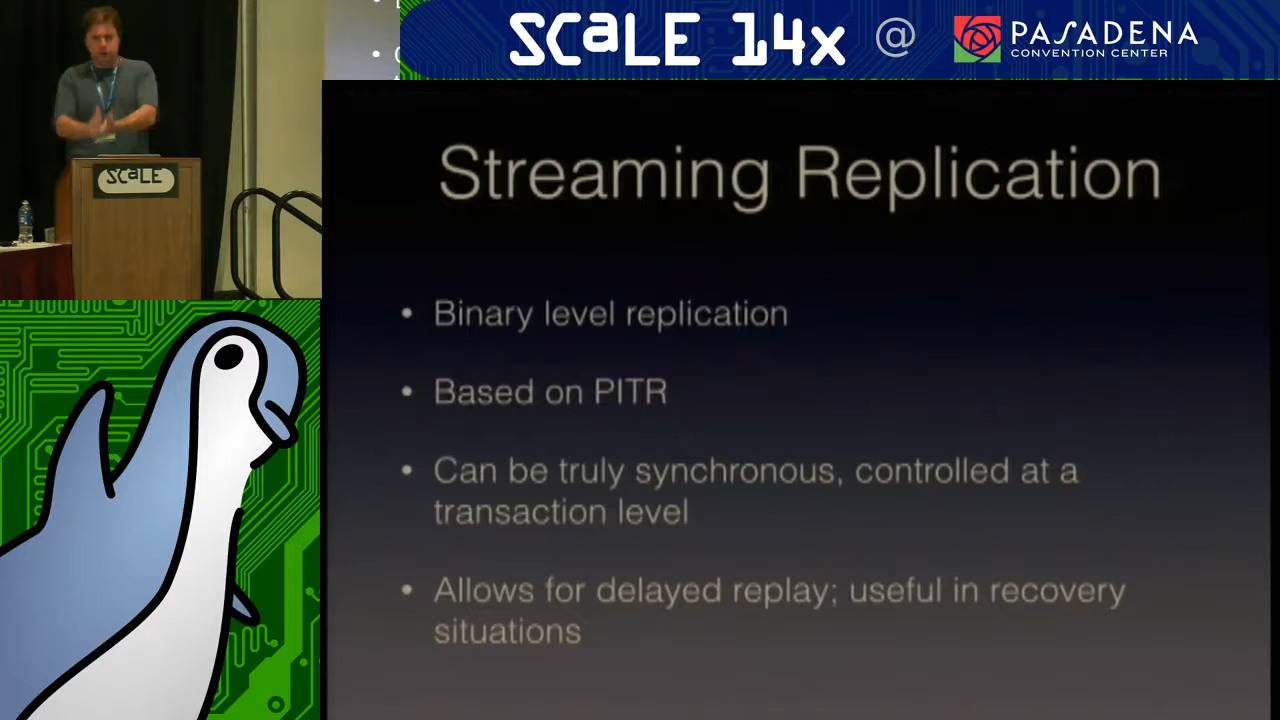 SCaLE 14x @ PASADENA
CONVENTION CENTER
SCaLE
Streaming Replication
• Binary level replication
• Based on PITR
• Can be truly synchronous, controlled at a
transaction level
• Allows for delayed replay; useful in recovery
situations